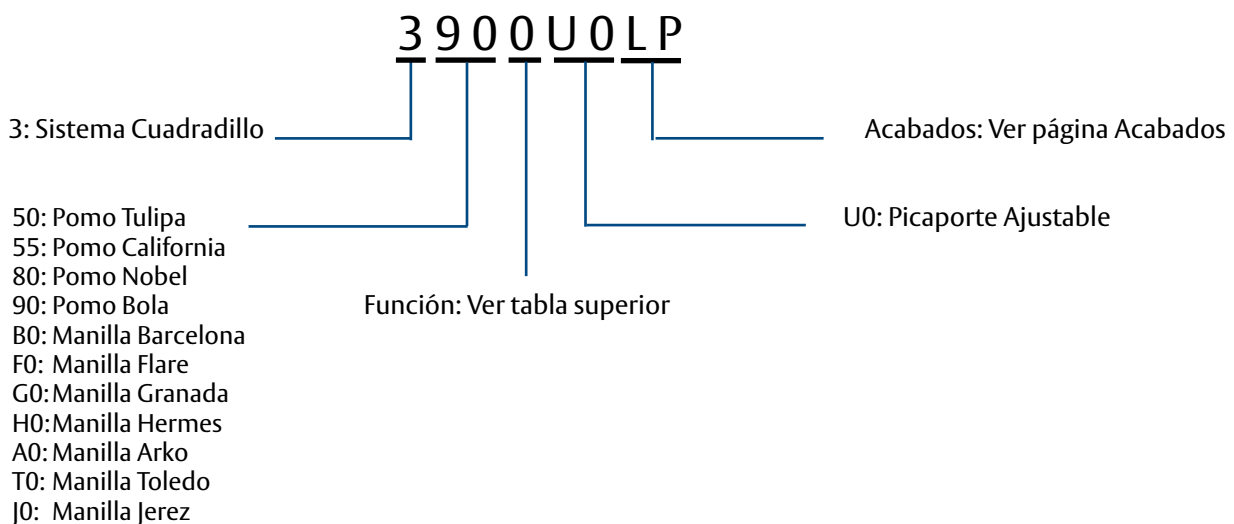 3900U0LP
3: Sistema Cuadradillo
Acabados: Ver página Acabados
50: Pomo Tulipa
55: Pomo California
80: Pomo Nobel
90: Pomo Bola
B0: Manilla Barcelona
F0: Manilla Flare
G0: Manilla Granada
H0: Manilla Hermes
A0: Manilla Arko
T0: Manilla Toledo
J0: Manilla Jerez
U0: Picaporte Ajustable
Función: Ver tabla superior